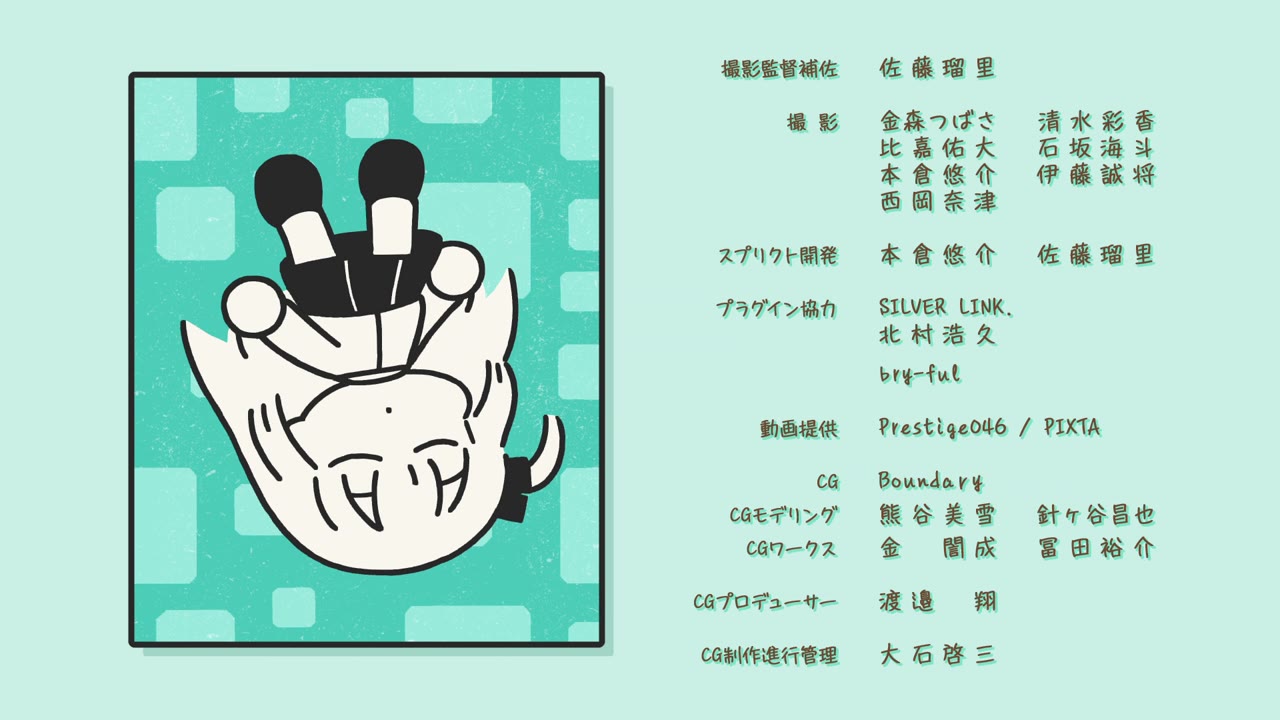 撮影監督補佐 佐藤瑠里
撮影 金森つばさ 清水彩香
比嘉佑大 石坂海斗
本倉悠介 伊藤誠将
西岡奈津
スプリクト開発 本倉悠介 佐藤瑠里
プラグイン協力 SILVER LINK.
北村浩久
bry-ful
動画提供 Prestige046 / PIXTA
CG Boundary
CGモデリング 熊谷美雪 針ヶ谷昌也
CGワークス 金 誾成 冨田裕介
CGプロデューサー 渡邉 翔
CG制作進行管理 大石啓三